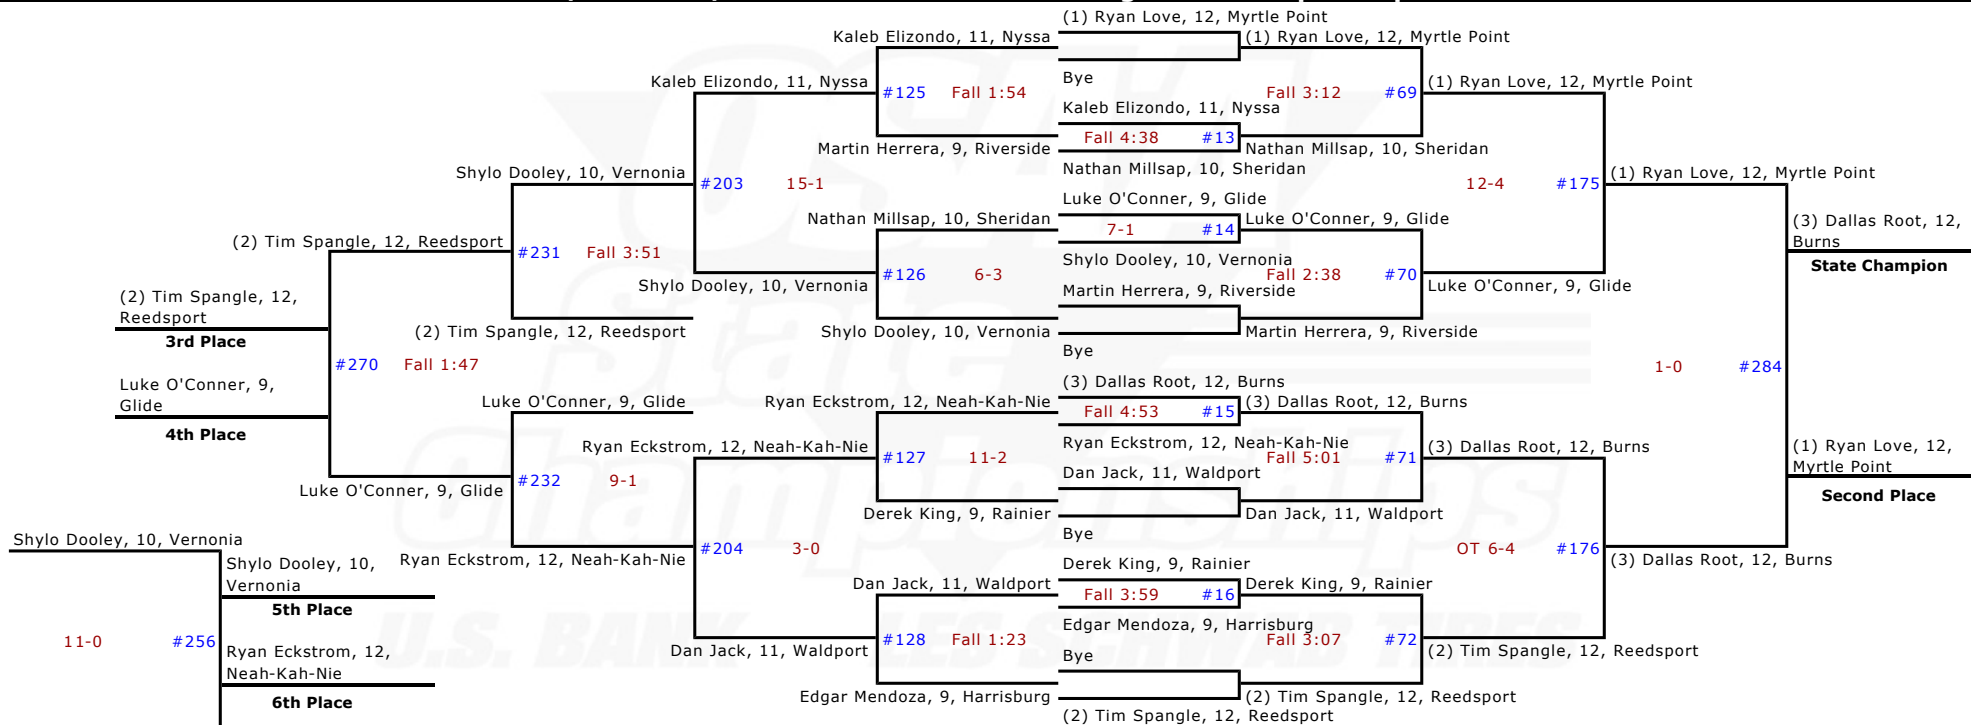 (1) Ryan Love, 12, Myrtle Point
Kaleb Elizondo, 11, Nyssa
(1) Ryan Love, 12, Myrtle Point
Bye
Kaleb Elizondo, 11, Nyssa
#125 Fall 1:54
Fall 3:12 #69
(1) Ryan Love, 12, Myrtle Point
Kaleb Elizondo, 11, Nyssa
Fall 4:38 #13
Martin Herrera, 9, Riverside
Nathan Millsap, 10, Sheridan
Nathan Millsap, 10, Sheridan
Shylo Dooley, 10, Vernonia
#203 15-1
12-4 #175
(1) Ryan Love, 12, Myrtle Point
Luke O'Conner, 9, Glide
Nathan Millsap, 10, Sheridan
Luke O'Conner, 9, Glide
7-1 #14
(3) Dallas Root, 12,
Burns
State Champion
(2) Tim Spangle, 12, Reedsport
#231 Fall 3:51
Shylo Dooley, 10, Vernonia
#126 6-3
Fall 2:38 #70
Shylo Dooley, 10, Vernonia
Luke O'Conner, 9, Glide
Martin Herrera, 9, Riverside
(2) Tim Spangle, 12,
Reedsport
3rd Place
(2) Tim Spangle, 12, Reedsport
Shylo Dooley, 10, Vernonia
Martin Herrera, 9, Riverside
Bye
#270 Fall 1:47
1-0 #284
Luke O'Conner, 9,
Glide
4th Place
(3) Dallas Root, 12, Burns
Luke O'Conner, 9, Glide
Ryan Eckstrom, 12, Neah-Kah-Nie
(3) Dallas Root, 12, Burns
Fall 4:53 #15
Ryan Eckstrom, 12, Neah-Kah-Nie
Ryan Eckstrom, 12, Neah-Kah-Nie
#127 11-2
Fall 5:01 #71
(3) Dallas Root, 12, Burns
(1) Ryan Love, 12,
Myrtle Point
Second Place
Dan Jack, 11, Waldport
#232 9-1
Luke O'Conner, 9, Glide
Derek King, 9, Rainier
Dan Jack, 11, Waldport
Bye
Shylo Dooley, 10, Vernonia
Ryan Eckstrom, 12, Neah-Kah-Nie
#204 3-0
OT 6-4 #176
(3) Dallas Root, 12, Burns
Shylo Dooley, 10,
Vernonia
5th Place
Derek King, 9, Rainier
Dan Jack, 11, Waldport
Derek King, 9, Rainier
Fall 3:59 #16
Edgar Mendoza, 9, Harrisburg
11-0 #256
Dan Jack, 11, Waldport
#128 Fall 1:23
Fall 3:07 #72
(2) Tim Spangle, 12, Reedsport
Ryan Eckstrom, 12,
Neah-Kah-Nie
6th Place
Bye
Edgar Mendoza, 9, Harrisburg
(2) Tim Spangle, 12, Reedsport
(2) Tim Spangle, 12, Reedsport
OSAA
State
Championships
U.S. BANK LES SCHWAB TIRES